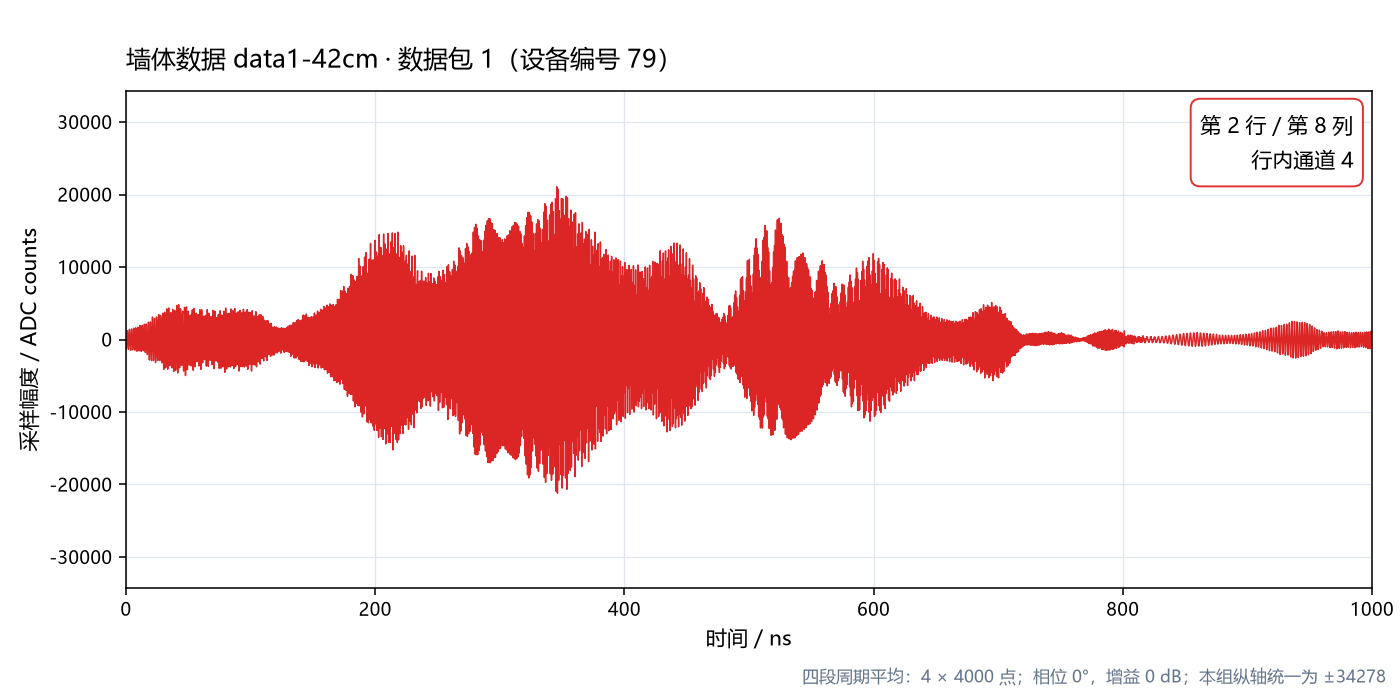 墙体数据 data1-42cm · 数据包 1（设备编号 79）
第 2 行 / 第 8 列
行内通道 4
采样幅度 / ADC counts
30000
20000
10000
0
-10000
-20000
-30000
0
200
400
600
800
1000
时间 / ns
四段周期平均：4 × 4000 点；相位 0°，增益 0 dB；本组纵轴统一为 ±34278